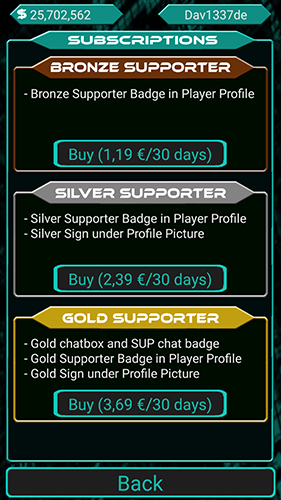 $ 25,702,562
Dav1337de
SUBSCRIPTIONS
BRONZE SUPPORTER
- Bronze Supporter Badge in Player Profile
Buy (1,19 €/30 days)
SILVER SUPPORTER
- Silver Supporter Badge in Player Profile
- Silver Sign under Profile Picture
Buy (2,39 €/30 days)
GOLD SUPPORTER
- Gold chatbox and SUP chat badge
- Gold Supporter Badge in Player Profile
- Gold Sign under Profile Picture
Buy (3,69 €/30 days)
Back